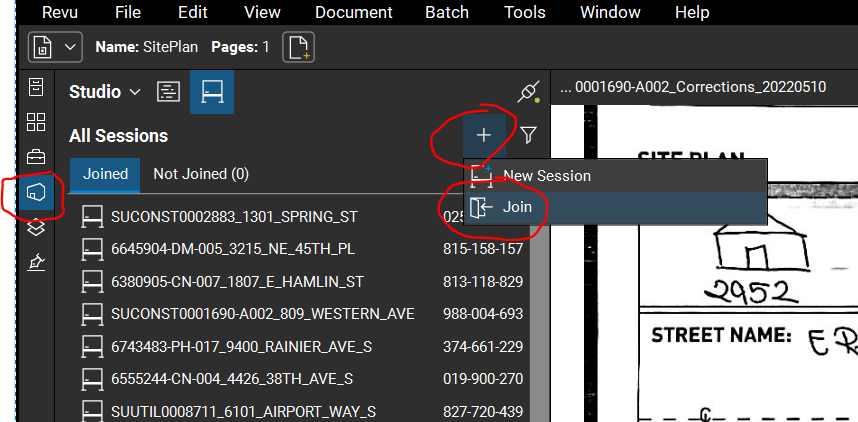 Revu File Edit View Document Batch Tools Window Help
Name: SitePlan Pages: 1
Studio
... 0001690-A002_Corrections_20220510
All Sessions
Joined Not Joined (0)
New Session
Join
SITE PLAN
SUCONST0002883_1301_SPRING_ST 025
6645904-DM-005_3215_NE_45TH_PL 815-158-157
6380905-CN-007_1807_E_HAMLIN_ST 813-118-829
SUCONST0001690-A002_809_WESTERN_AVE 988-004-693
6743483-PH-017_9400_RAINIER_AVE_S 374-661-229
6555244-CN-004_4426_38TH_AVE_S 019-900-270
SUUTIL0008711_6101_AIRPORT_WAY_S 827-720-439
2952
STREET NAME: E